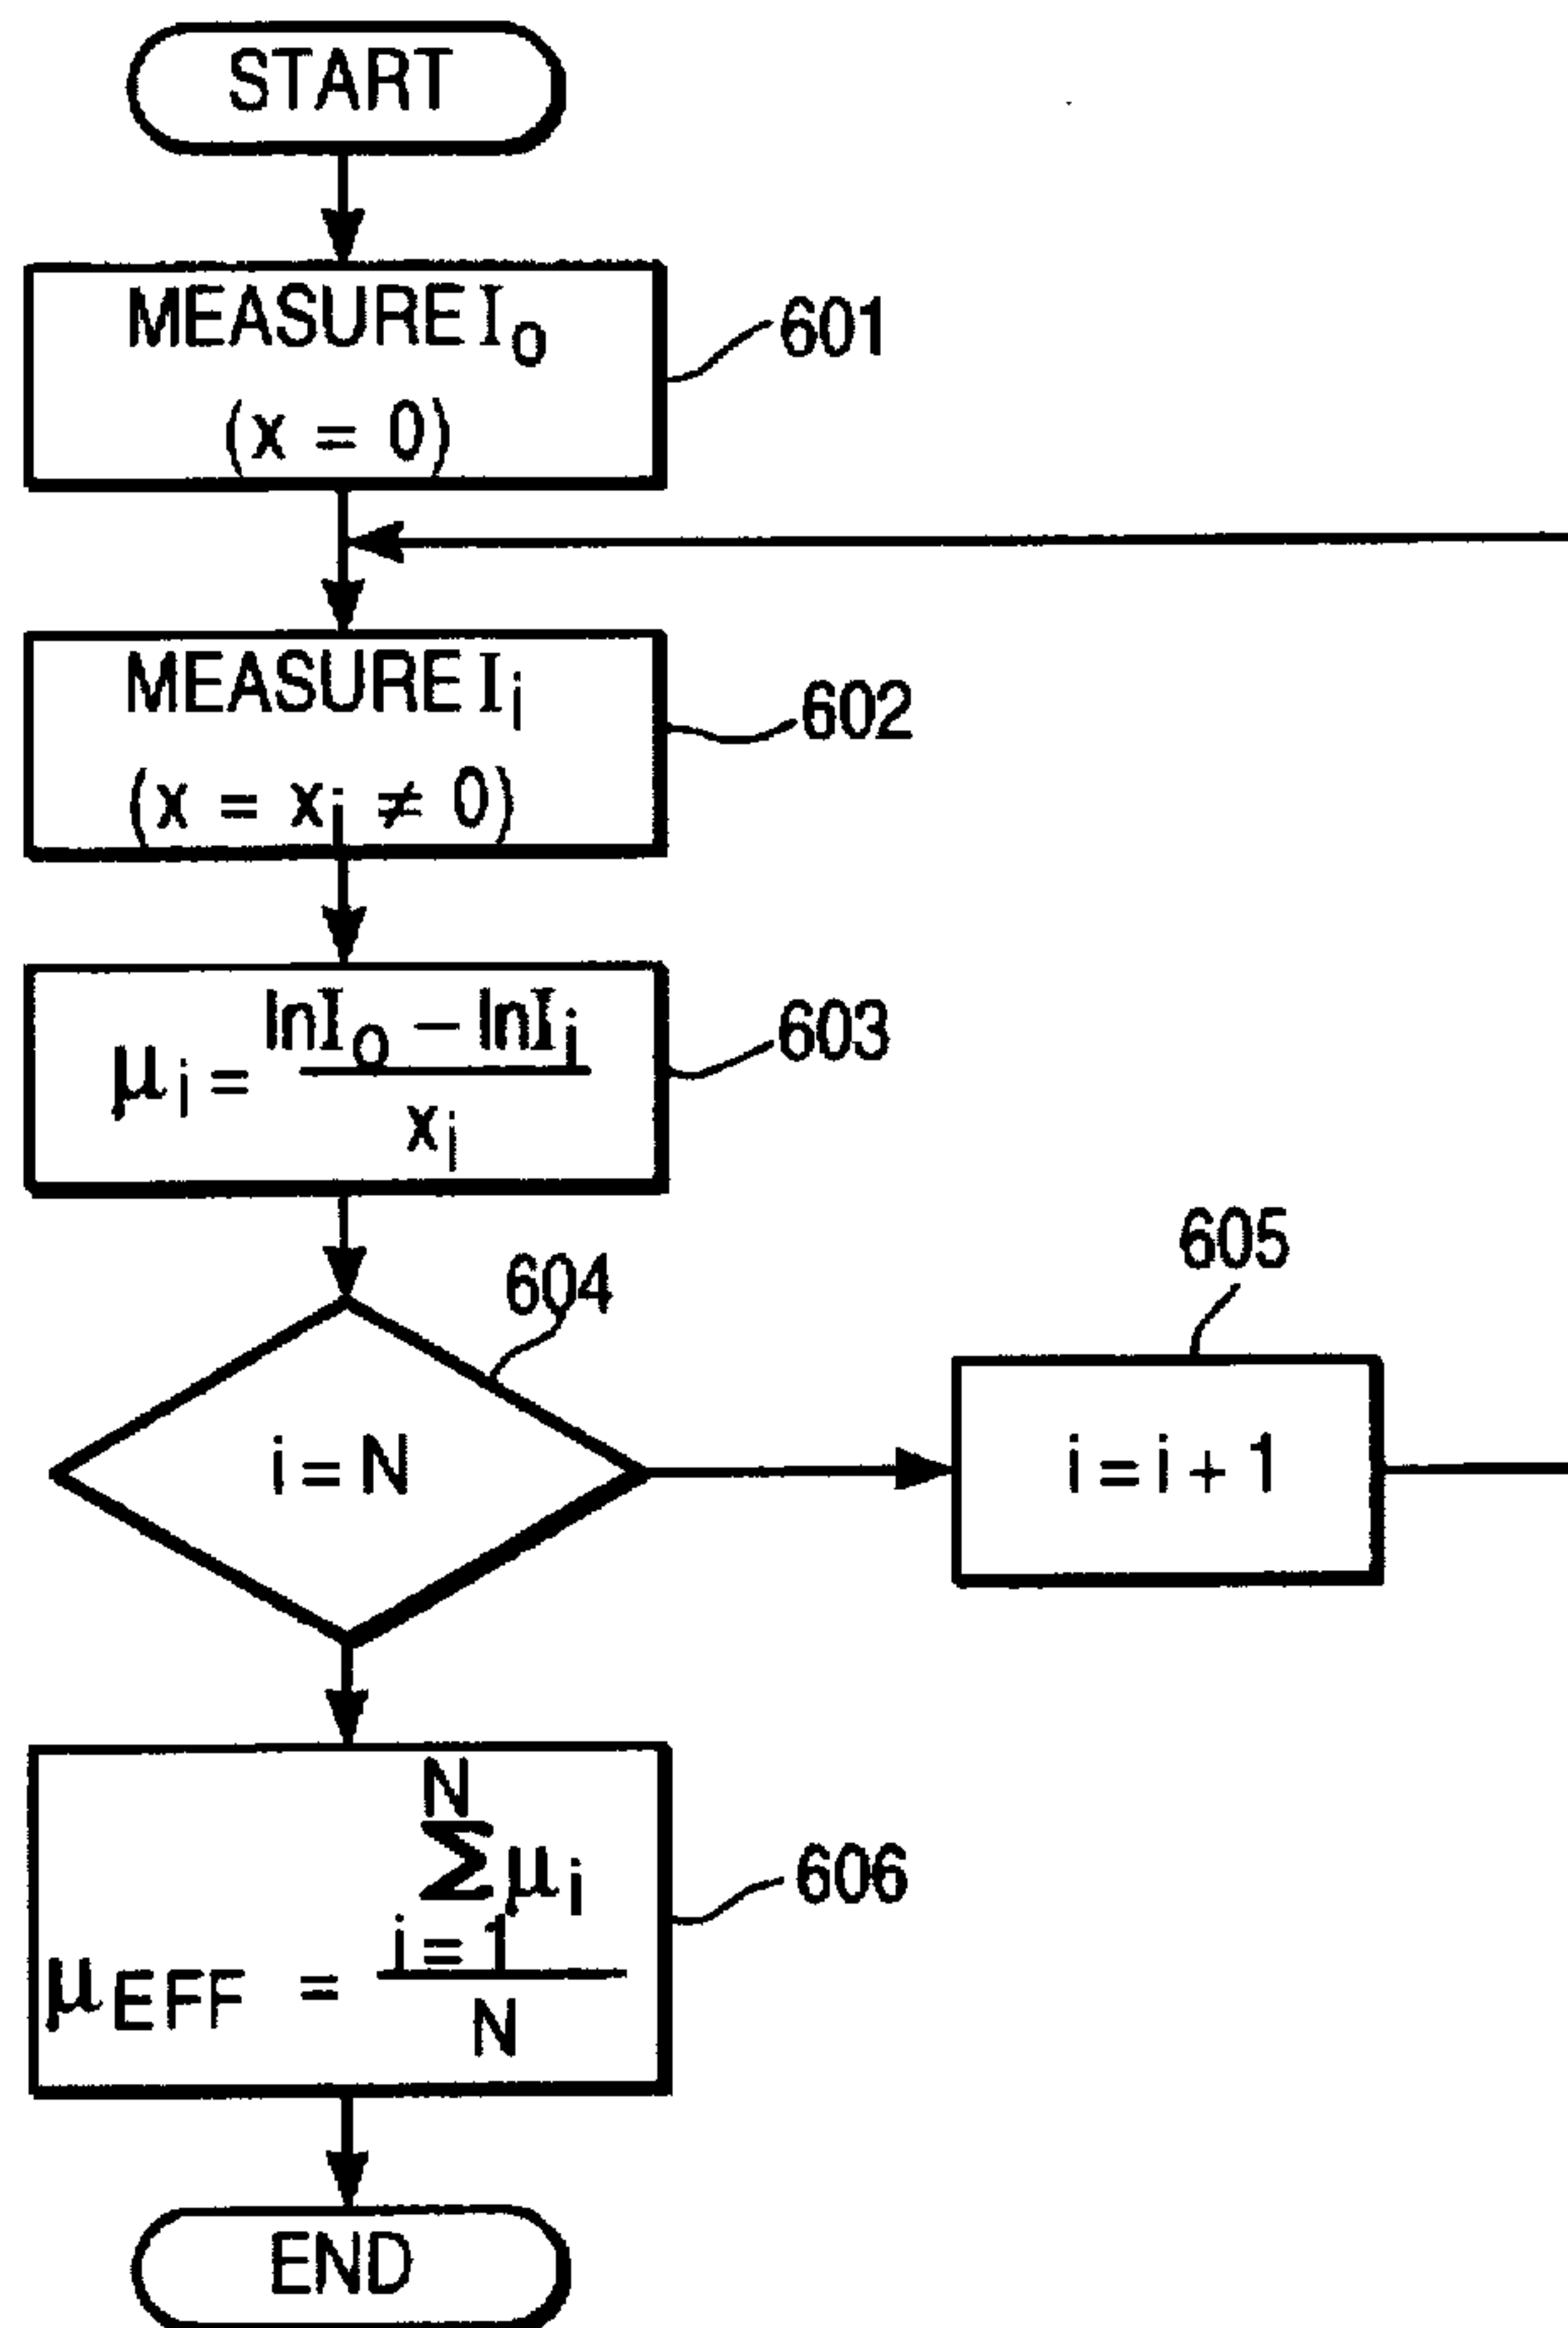 START
MEASURE I₀
(x = 0)
601
MEASURE Iᵢ
(x = xᵢ ≠ 0)
602
μᵢ = (lnI₀ − lnIᵢ) / xᵢ
603
604
i = N
605
i = i + 1
N
Σ μᵢ
i = 1
μEFF =
N
606
END